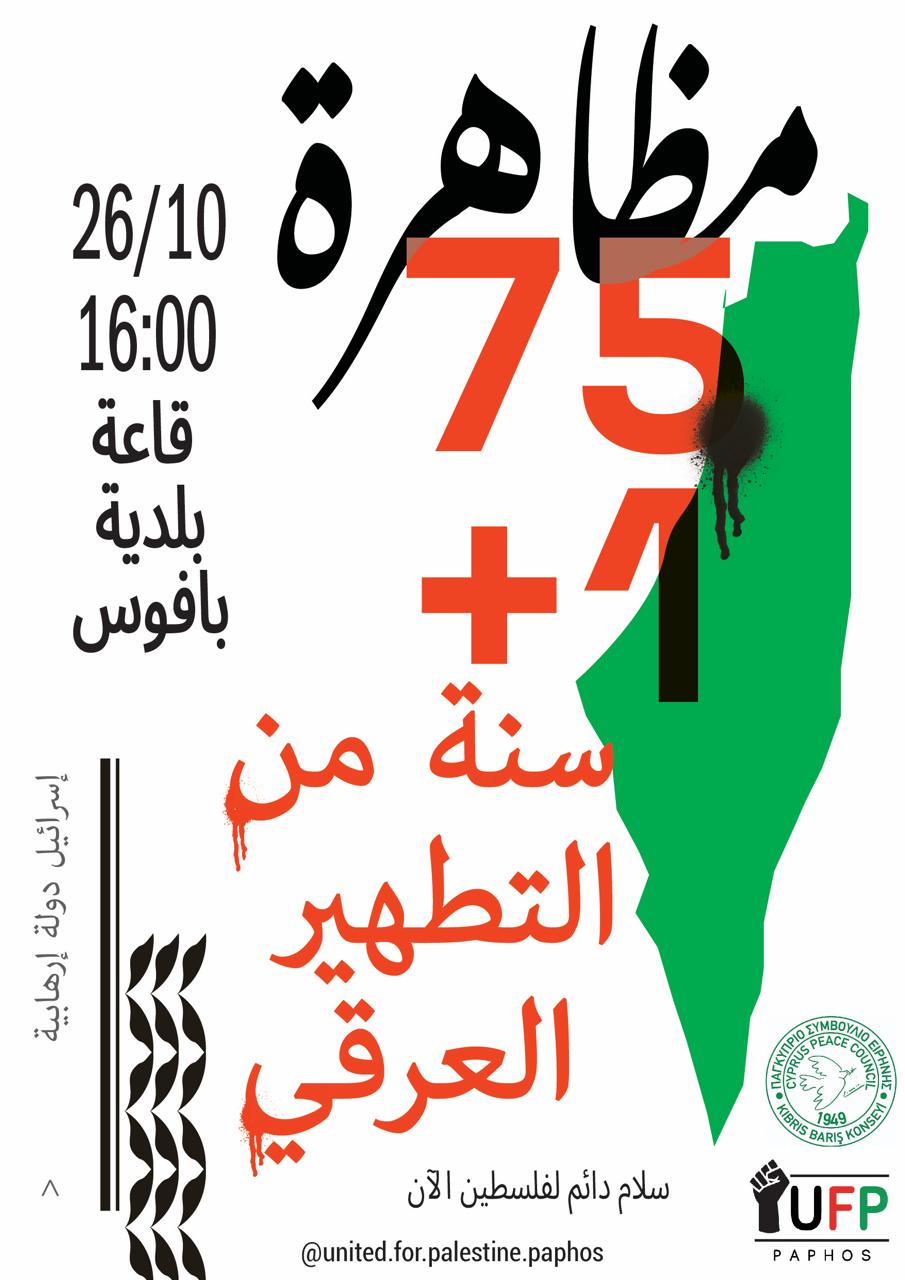 مظاهرة
26/10
16:00
قاعة
بلدية
بافوس
75
+1
سنة من
التطهير
العرقي
إسرائيل دولة إرهابية >
سلام دائم لفلسطين الآن
@united.for.palestine.paphos
ΠΑΓΚΥΠΡΙΟ ΣΥΜΒΟΥΛΙΟ ΕΙΡΗΝΗΣ
CYPRUS PEACE COUNCIL
1949
KIBRIS BARIŞ KONSEYI
UFP
PAPHOS